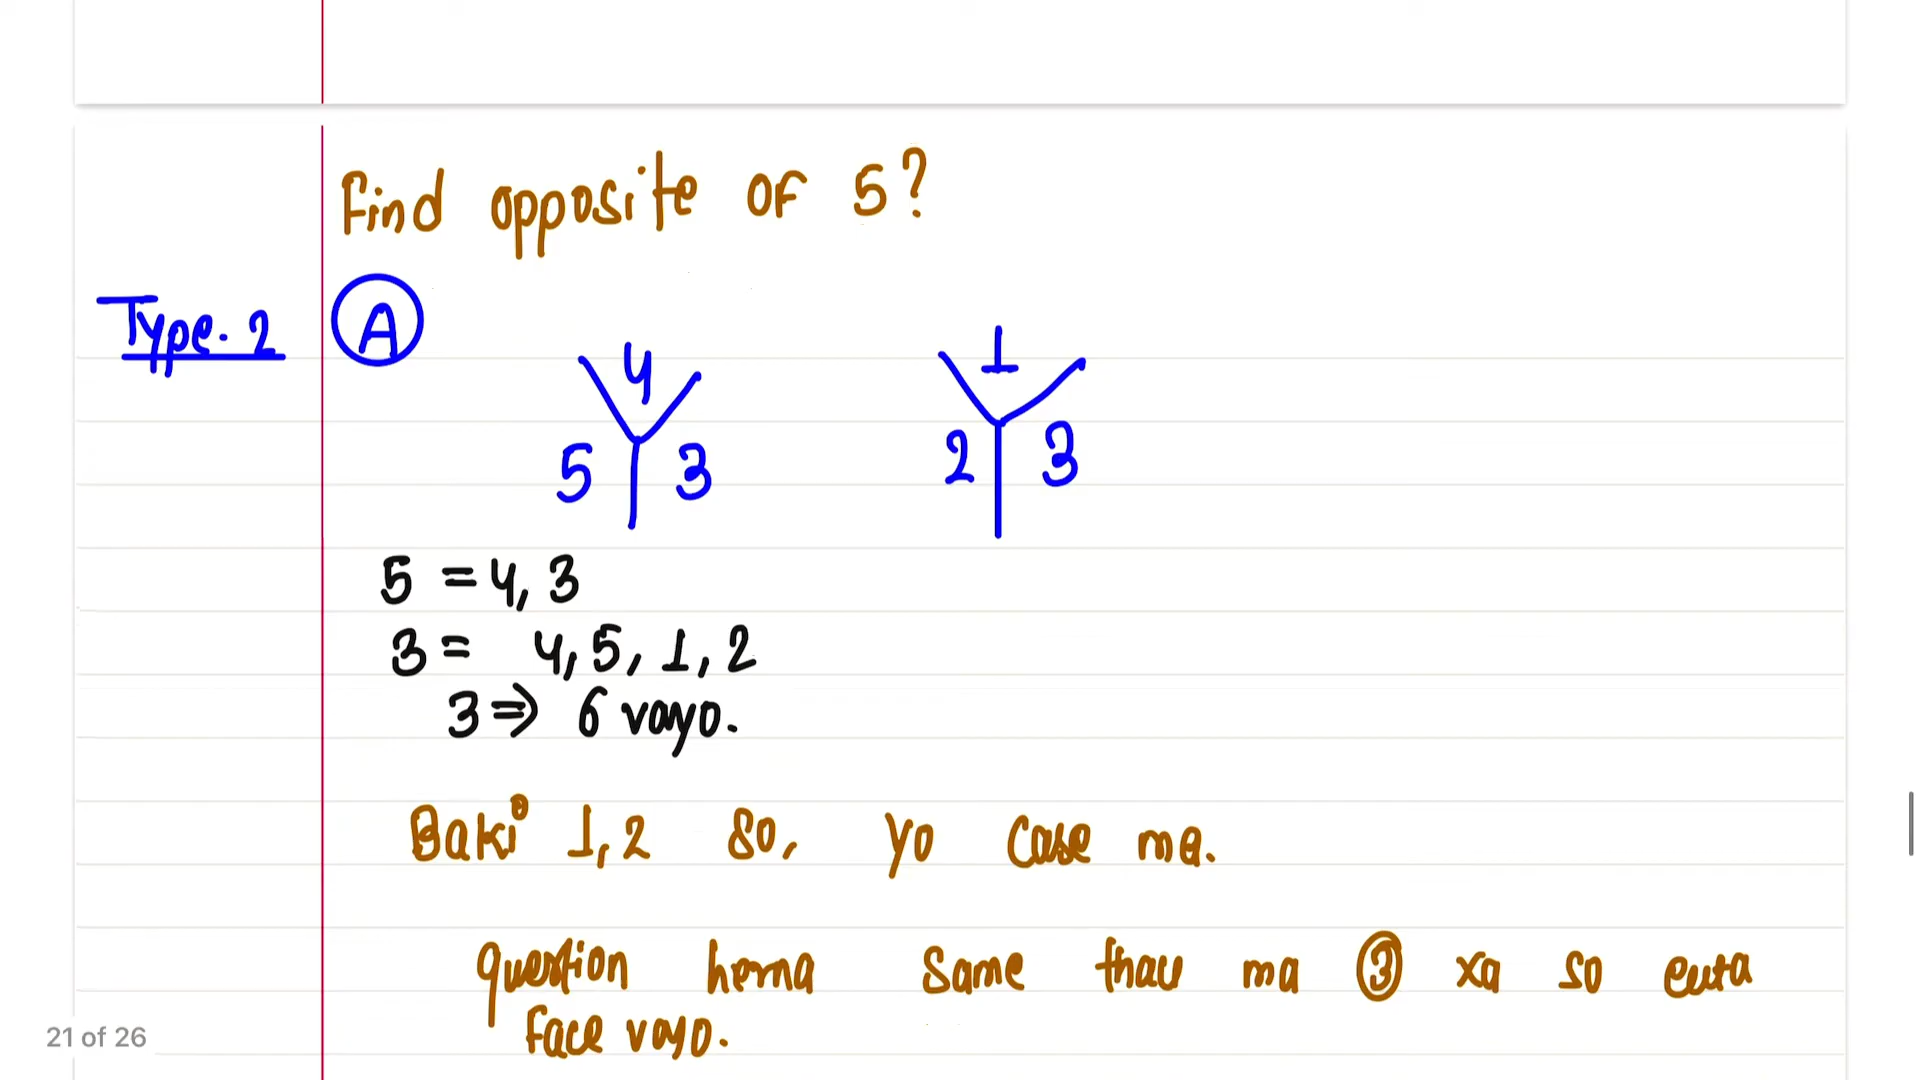 Find opposite of 5?
Type. 2 A
4 1
5 3 2 3
5 = 4, 3
3 = 4, 5, 1, 2
3 ⇒ 6 vayo.
Baki 1, 2 So, yo case ma.
question herna Same thau ma 3 xa so euta
face vayo.
21 of 26